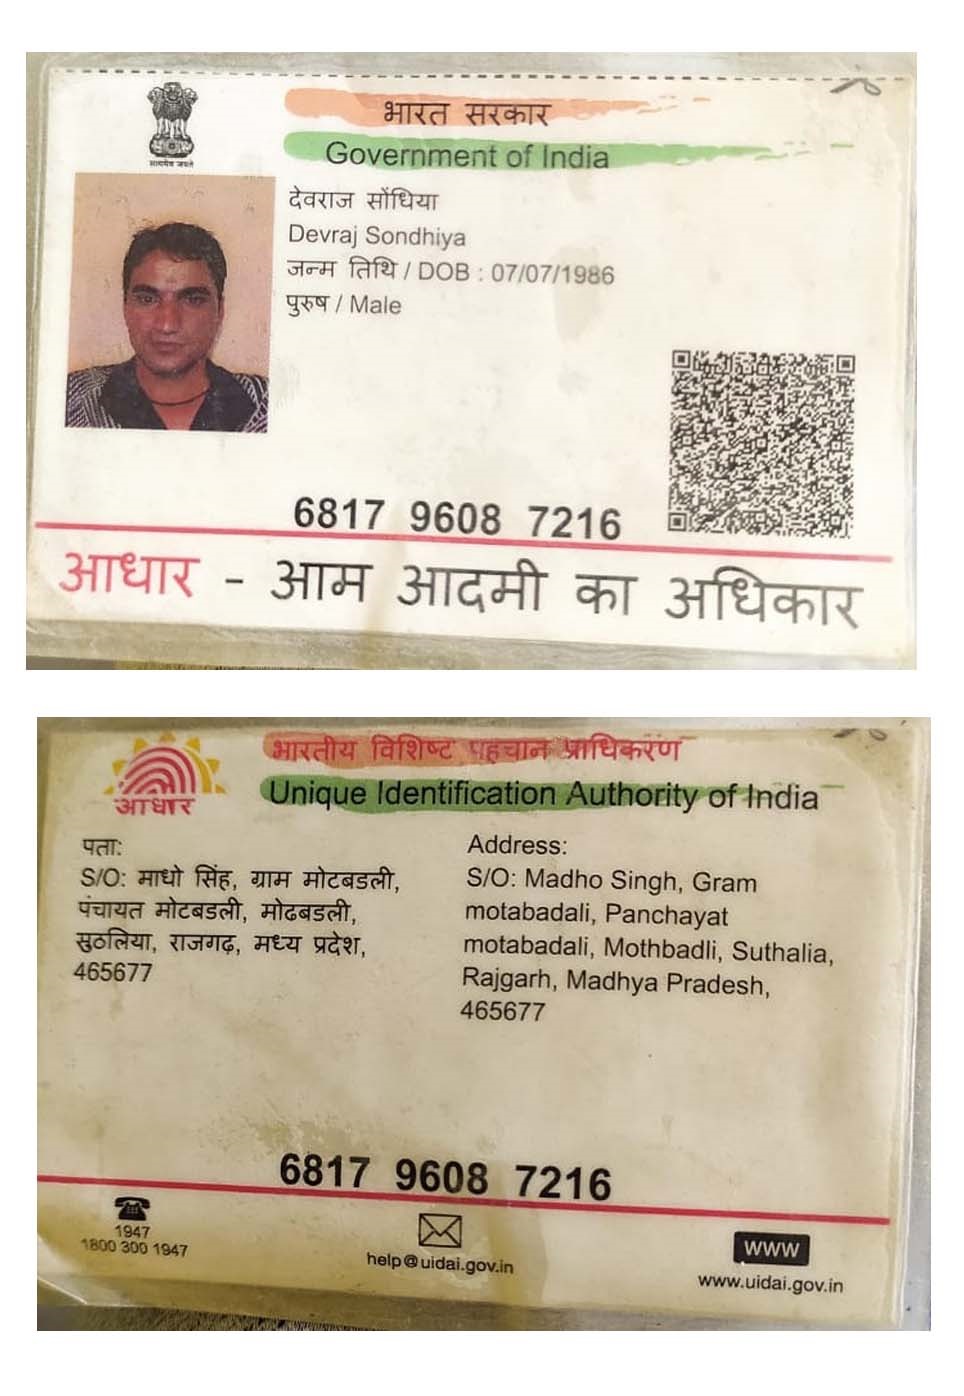 भारत सरकार
Government of India
सत्यमेव जयते
देवराज सोंधिया
Devraj Sondhiya
जन्म तिथि / DOB : 07/07/1986
पुरुष / Male
6817 9608 7216
आधार - आम आदमी का अधिकार
भारतीय विशिष्ट पहचान प्राधिकरण
Unique Identification Authority of India
आधार
पता:
S/O: माधो सिंह, ग्राम मोटबडली,
पंचायत मोटबडली, मोठबडली,
सुठलिया, राजगढ़, मध्य प्रदेश,
465677
Address:
S/O: Madho Singh, Gram
motabadali, Panchayat
motabadali, Mothbadli, Suthalia,
Rajgarh, Madhya Pradesh,
465677
6817 9608 7216
1947
1800 300 1947
help@uidai.gov.in
www
www.uidai.gov.in